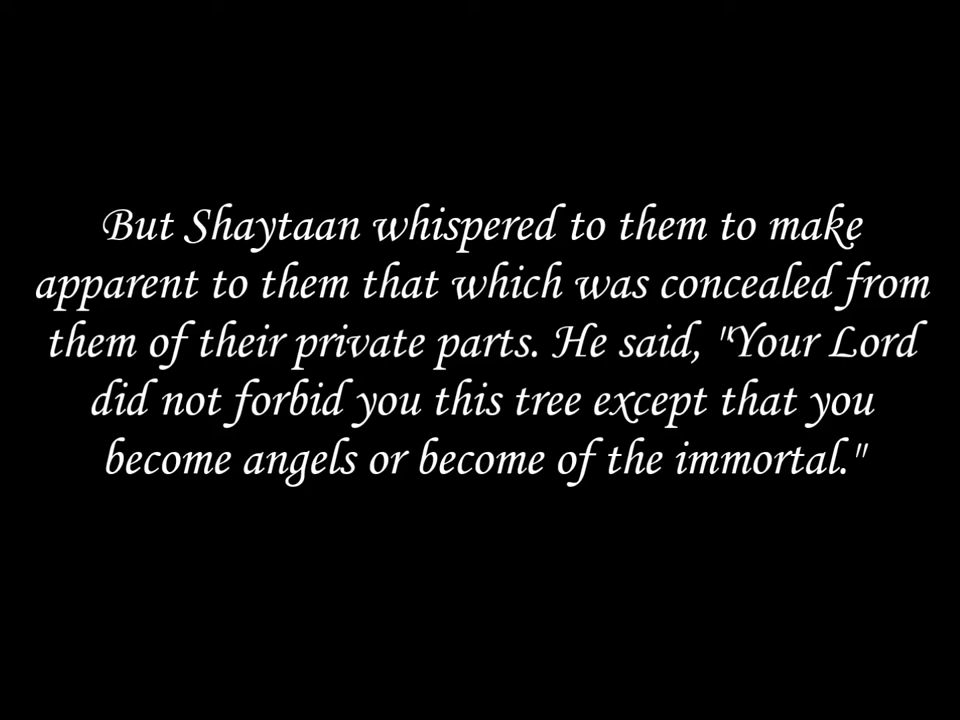 But Shaytaan whispered to them to make
apparent to them that which was concealed from
them of their private parts. He said, "Your Lord
did not forbid you this tree except that you
become angels or become of the immortal."